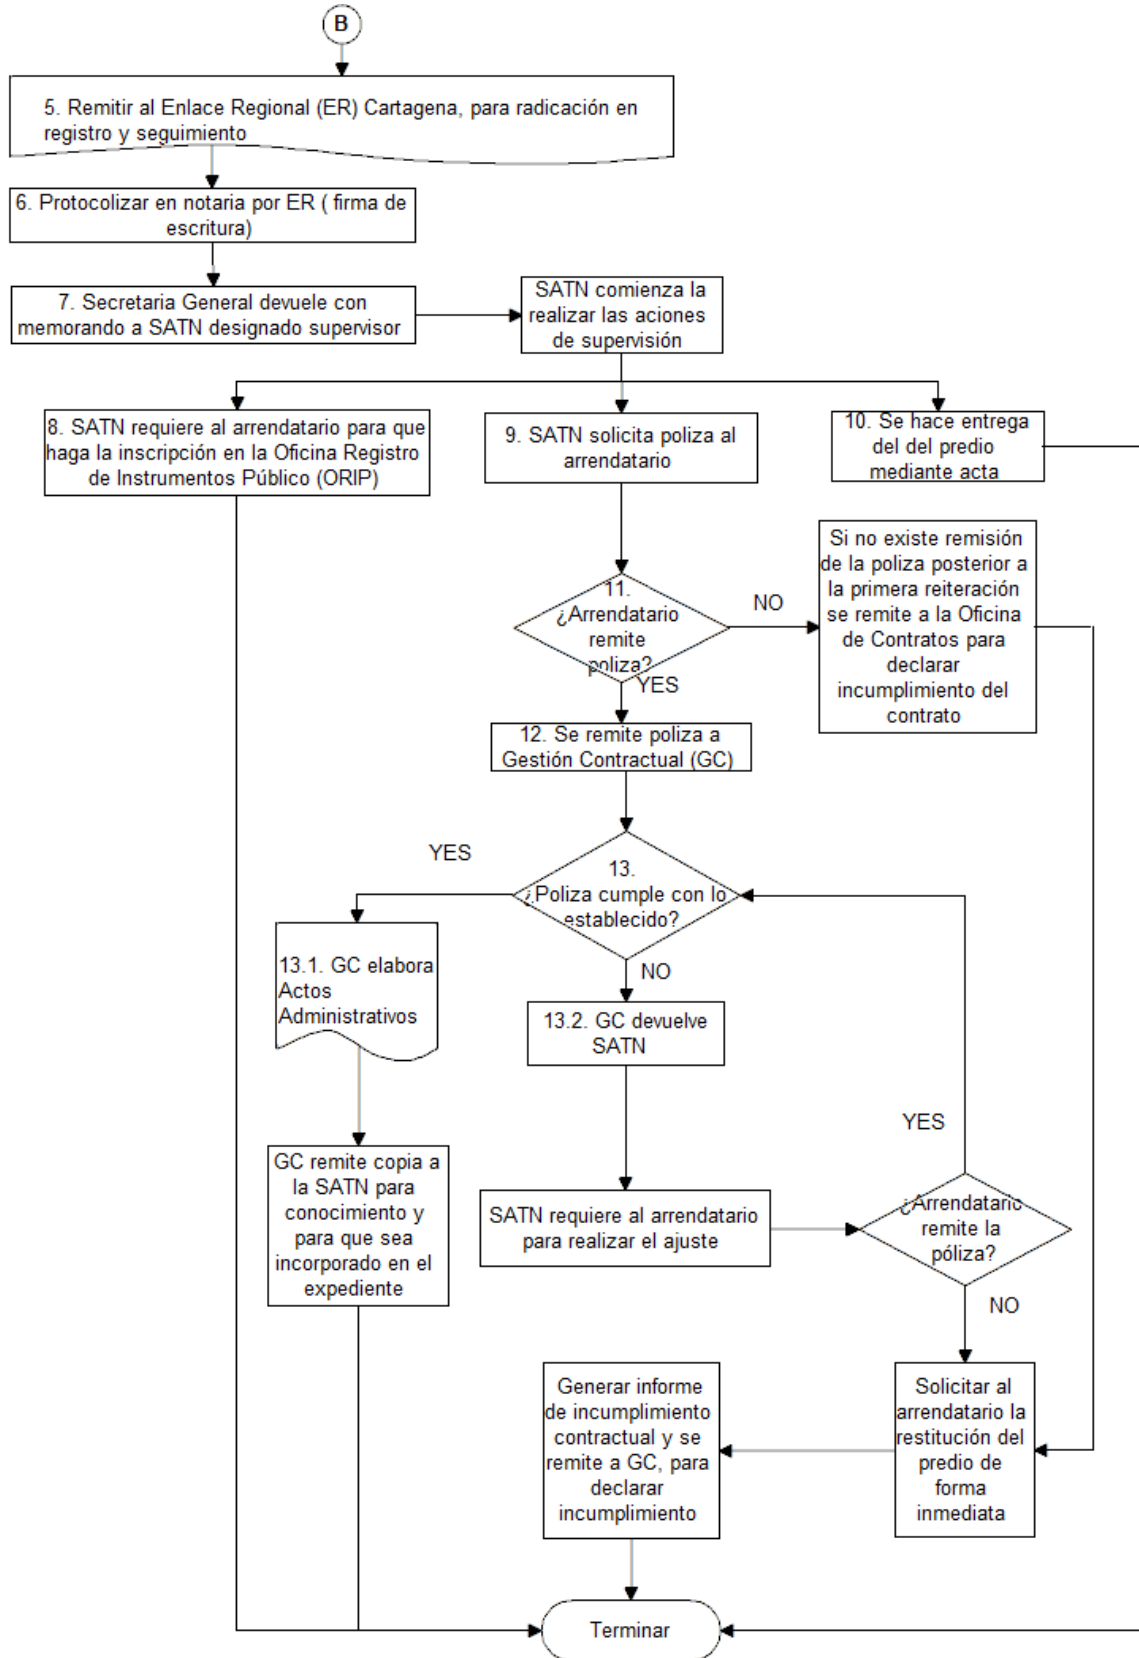 B
5. Remitir al Enlace Regional (ER) Cartagena, para radicación en
registro y seguimiento
6. Protocolizar en notaria por ER ( firma de
escritura)
7. Secretaria General devuele con
memorando a SATN designado supervisor
SATN comienza la
realizar las aciones
de supervisión
8. SATN requiere al arrendatario para que
haga la inscripción en la Oficina Registro
de Instrumentos Público (ORIP)
9. SATN solicita poliza al
arrendatario
10. Se hace entrega
del del predio
mediante acta
11.
¿Arrendatario
remite
poliza?
NO
Si no existe remisión
de la poliza posterior a
la primera reiteración
se remite a la Oficina
de Contratos para
declarar
incumplimiento del
contrato
YES
12. Se remite poliza a
Gestión Contractual (GC)
13.
¿Poliza cumple con lo
establecido?
YES
NO
13.1. GC elabora
Actos
Administrativos
13.2. GC devuelve
SATN
GC remite copia a
la SATN para
conocimiento y
para que sea
incorporado en el
expediente
SATN requiere al arrendatario
para realizar el ajuste
YES
¿Arrendatario
remite la
póliza?
NO
Generar informe
de incumplimiento
contractual y se
remite a GC, para
declarar
incumplimiento
Solicitar al
arrendatario la
restitución del
predio de
forma
inmediata
Terminar